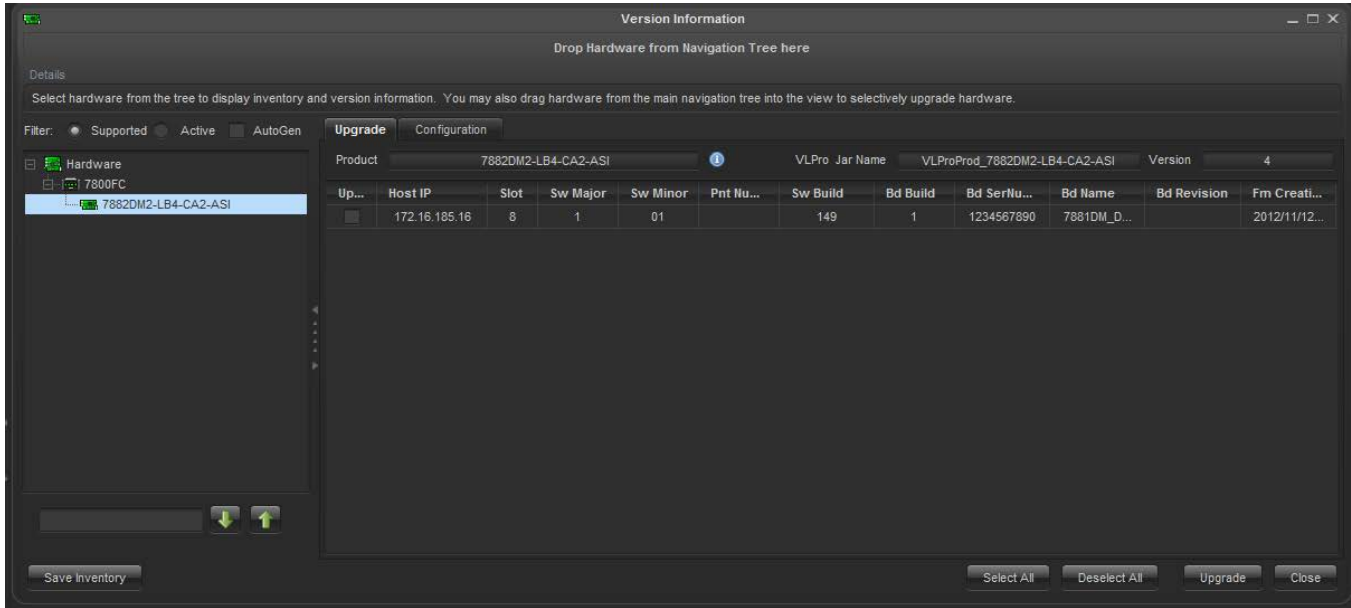 Version Information
Drop Hardware from Navigation Tree here
Details
Select hardware from the tree to display inventory and version information. You may also drag hardware from the main navigation tree into the view to selectively upgrade hardware.
Filter: Supported Active AutoGen
Upgrade Configuration
Hardware
7800FC
7882DM2-LB4-CA2-ASI
Product 7882DM2-LB4-CA2-ASI VLPro Jar Name VLProProd_7882DM2-LB4-CA2-ASI Version 4
Up... Host IP Slot Sw Major Sw Minor Pnt Nu... Sw Build Bd Build Bd SerNu... Bd Name Bd Revision Fm Creati...
172.16.185.16 8 1 01 149 1 1234567890 7881DM_D... 2012/11/12...
Save Inventory Select All Deselect All Upgrade Close